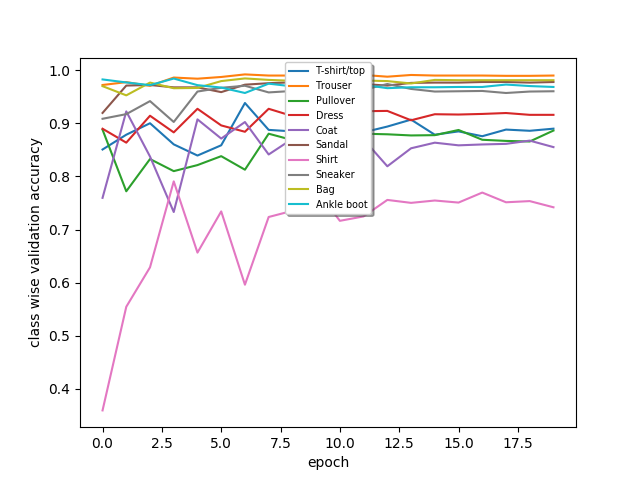 1.0
0.9
0.8
0.7
0.6
0.5
0.4
class wise validation accuracy
T-shirt/top
Trouser
Pullover
Dress
Coat
Sandal
Shirt
Sneaker
Bag
Ankle boot
0.0 2.5 5.0 7.5 10.0 12.5 15.0 17.5
epoch